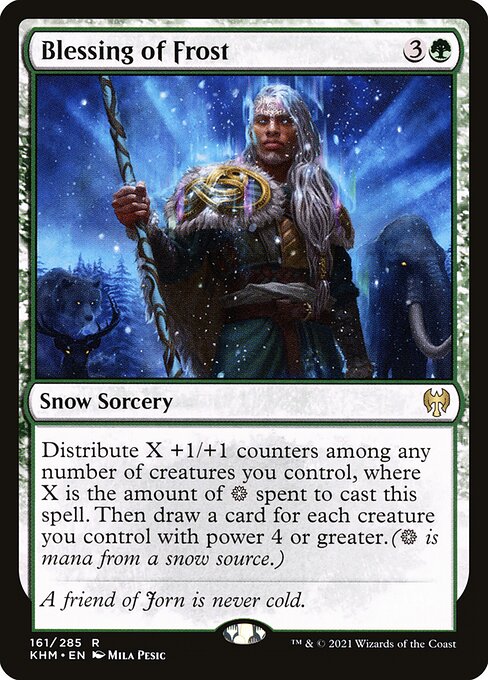 Blessing of Frost 3
Snow Sorcery
Distribute X +1/+1 counters among any
number of creatures you control, where
X is the amount of ❄ spent to cast this
spell. Then draw a card for each creature
you control with power 4 or greater. (❄ is
mana from a snow source.)
A friend of Jorn is never cold.
161/285 R
KHM • EN Mila Pesic
™ & © 2021 Wizards of the Coast